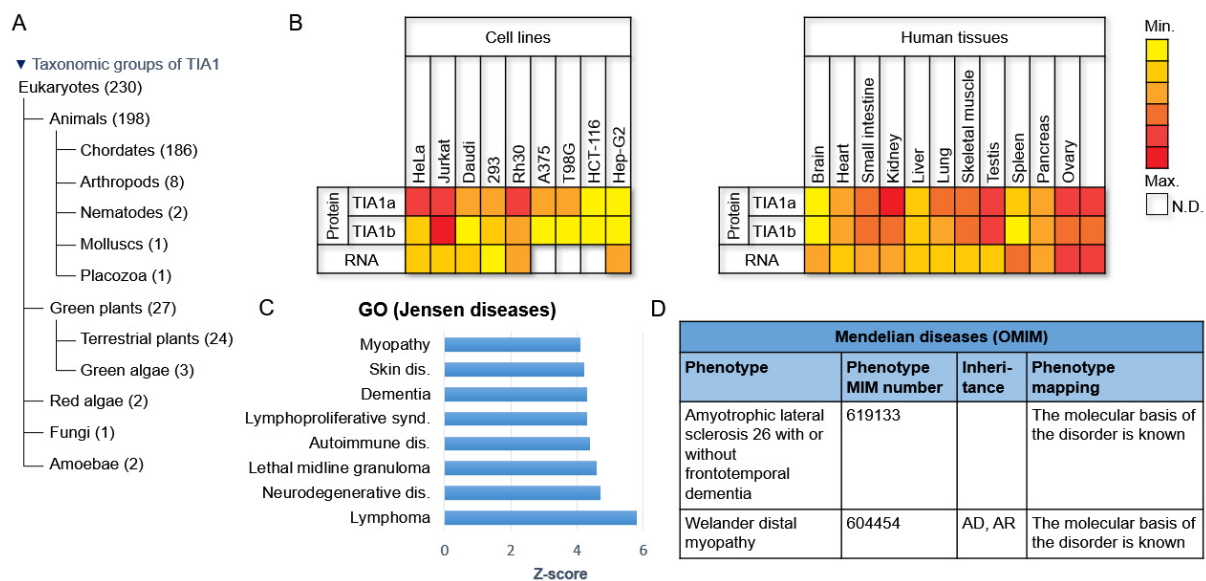 A
▼ Taxonomic groups of TIA1
Eukaryotes (230)
Animals (198)
Chordates (186)
Arthropods (8)
Nematodes (2)
Molluscs (1)
Placozoa (1)
Green plants (27)
Terrestrial plants (24)
Green algae (3)
Red algae (2)
Fungi (1)
Amoebae (2)
B
Cell lines
HeLa
Jurkat
Daudi
293
Rh30
A375
T98G
HCT-116
Hep-G2
Protein
TIA1a
TIA1b
RNA
Human tissues
Brain
Heart
Small intestine
Kidney
Liver
Lung
Skeletal muscle
Testis
Spleen
Pancreas
Ovary
Protein
TIA1a
TIA1b
RNA
Min.
Max.
N.D.
C
GO (Jensen diseases)
Myopathy
Skin dis.
Dementia
Lymphoproliferative synd.
Autoimmune dis.
Lethal midline granuloma
Neurodegenerative dis.
Lymphoma
0 2 4 6
Z-score
D
Mendelian diseases (OMIM)
Phenotype
Phenotype
MIM number
Inheri-
tance
Phenotype
mapping
Amyotrophic lateral
sclerosis 26 with or
without
frontotemporal
dementia
619133
The molecular basis of
the disorder is known
Welander distal
myopathy
604454
AD, AR
The molecular basis of
the disorder is known